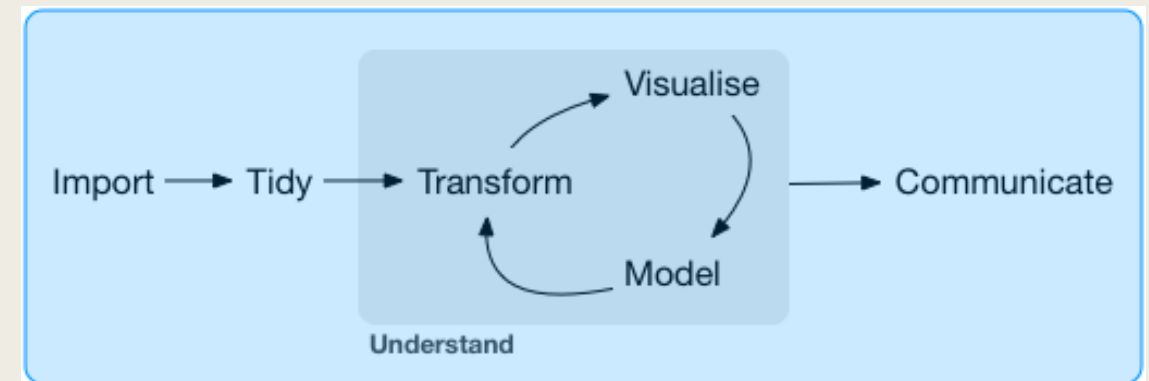 Visualise
Import
Tidy
Transform
Communicate
Model
Understand